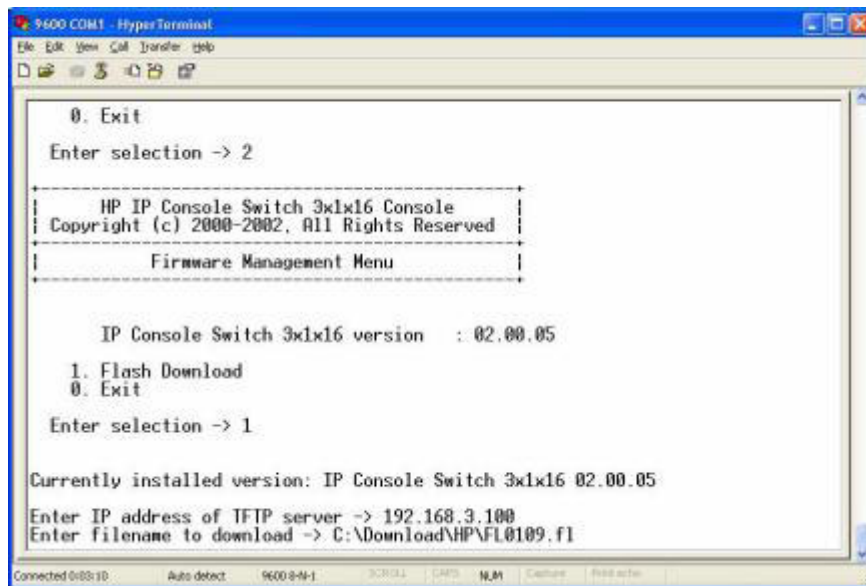 9600 COM1 - HyperTerminal
File Edit View Call Transfer Help
0. Exit
Enter selection -> 2
HP IP Console Switch 3x1x16 Console
Copyright (c) 2000-2002, All Rights Reserved
Firmware Management Menu
IP Console Switch 3x1x16 version : 02.00.05
1. Flash Download
0. Exit
Enter selection -> 1
Currently installed version: IP Console Switch 3x1x16 02.00.05
Enter IP address of TFTP server -> 192.168.3.100
Enter filename to download -> C:\Download\HP\FL0109.fl
Connected 0:03:10 Auto detect 9600 8-N-1 SCROLL CAPS NUM Capture Print echo